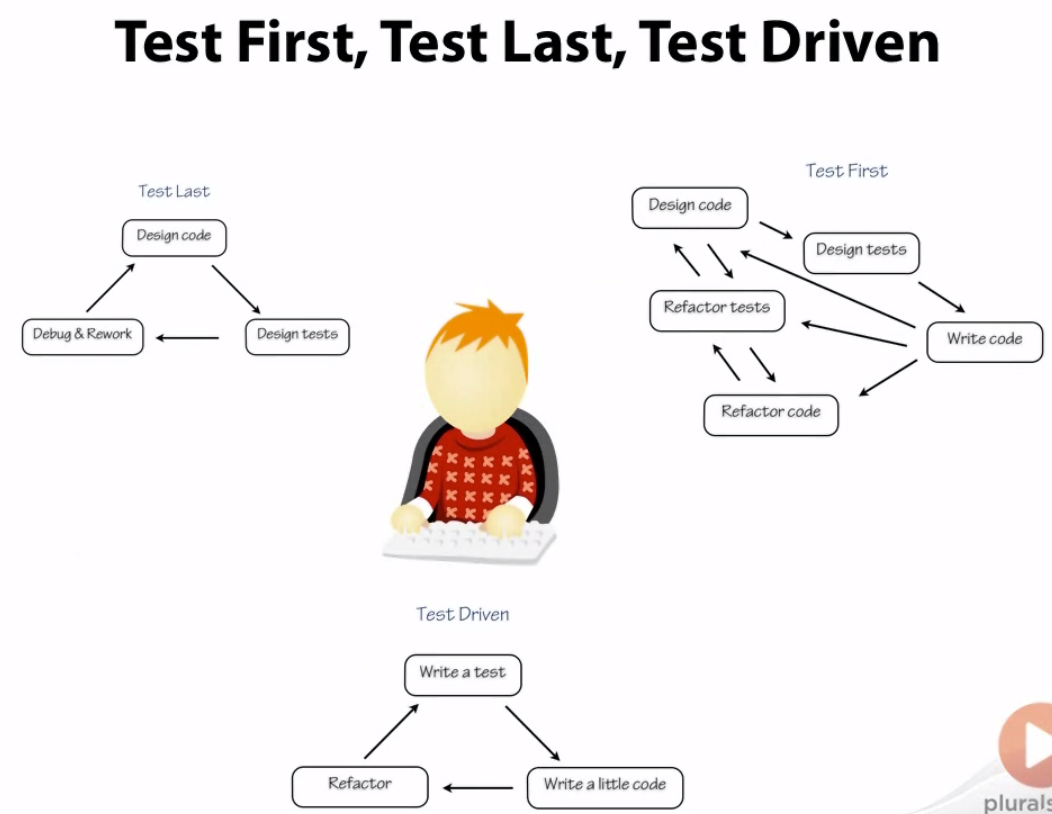 Test First, Test Last, Test Driven
Test Last
Design code
Debug & Rework
Design tests
Test First
Design code
Design tests
Refactor tests
Write code
Refactor code
Test Driven
Write a test
Refactor
Write a little code
plurals